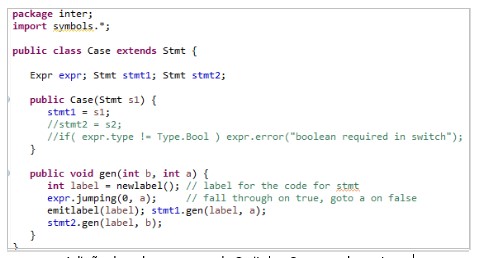 package inter;
import symbols.*;
public class Case extends Stmt {
Expr expr; Stmt stmt1; Stmt stmt2;
public Case(Stmt s1) {
stmt1 = s1;
//stmt2 = s2;
//if( expr.type != Type.Bool ) expr.error("boolean required in switch");
}
public void gen(int b, int a) {
int label = newlabel(); // label for the code for stmt
expr.jumping(0, a); // fall through on true, goto a on false
emitlabel(label); stmt1.gen(label, a);
stmt2.gen(label, b);
}
}